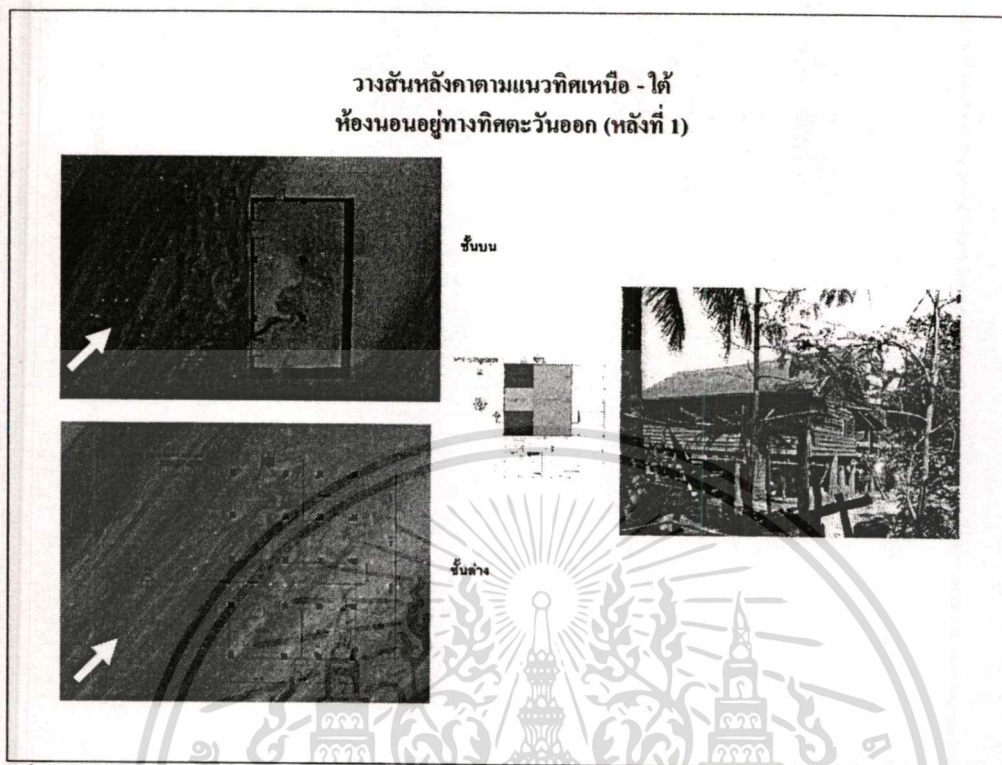 วางสันหลังคาตามแนวทิศเหนือ - ใต้
ห้องนอนอยู่ทางทิศตะวันออก (หลังที่ 1)
ชั้นบน
ชั้นล่าง